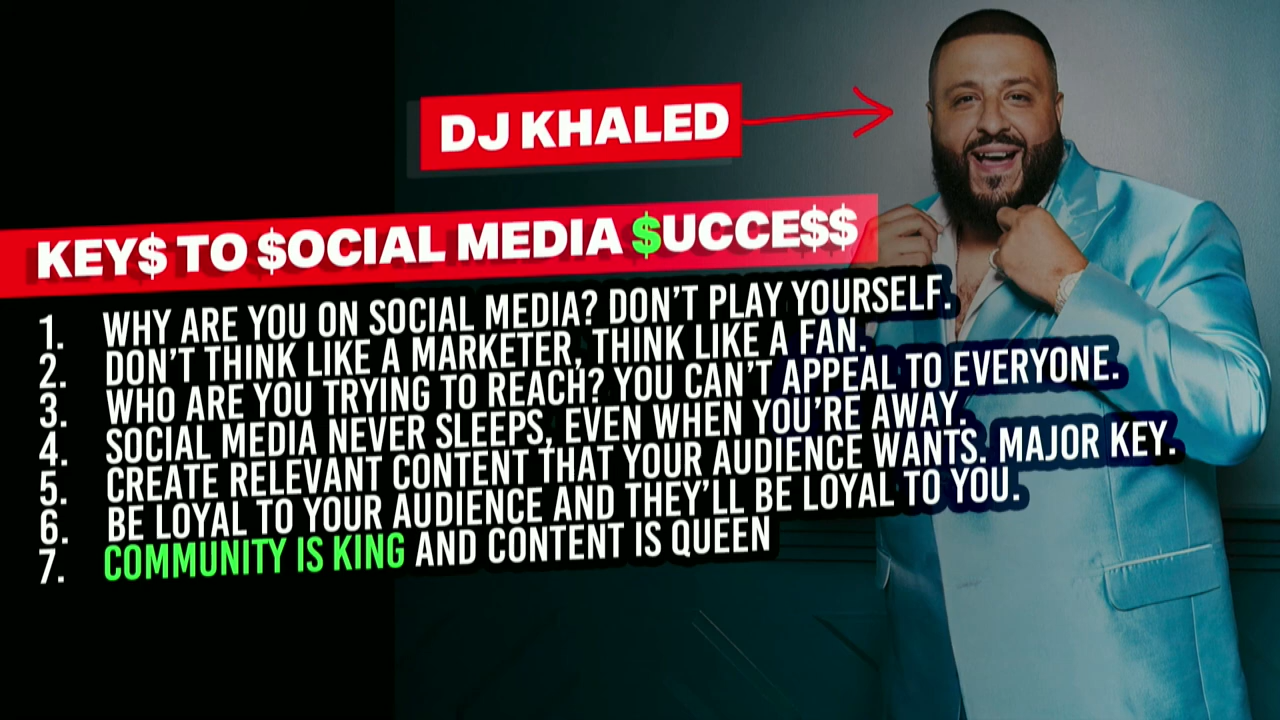 DJ KHALED
KEY$ TO $OCIAL MEDIA $UCCE$$
1. WHY ARE YOU ON SOCIAL MEDIA? DON'T PLAY YOURSELF.
2. DON'T THINK LIKE A MARKETER, THINK LIKE A FAN.
3. WHO ARE YOU TRYING TO REACH? YOU CAN'T APPEAL TO EVERYONE.
4. SOCIAL MEDIA NEVER SLEEPS, EVEN WHEN YOU'RE AWAY.
5. CREATE RELEVANT CONTENT THAT YOUR AUDIENCE WANTS. MAJOR KEY.
6. BE LOYAL TO YOUR AUDIENCE AND THEY'LL BE LOYAL TO YOU.
7. COMMUNITY IS KING AND CONTENT IS QUEEN